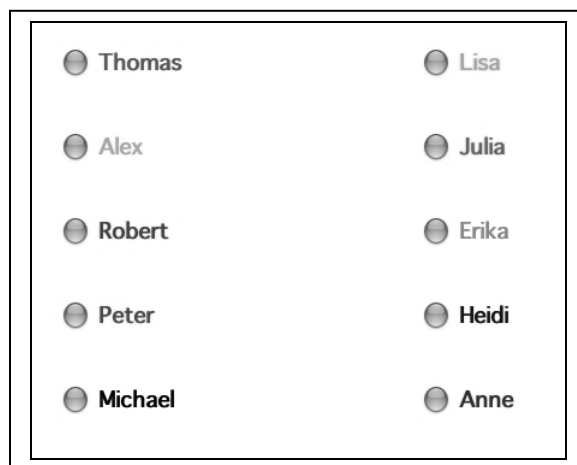 Thomas
Alex
Robert
Peter
Michael
Lisa
Julia
Erika
Heidi
Anne